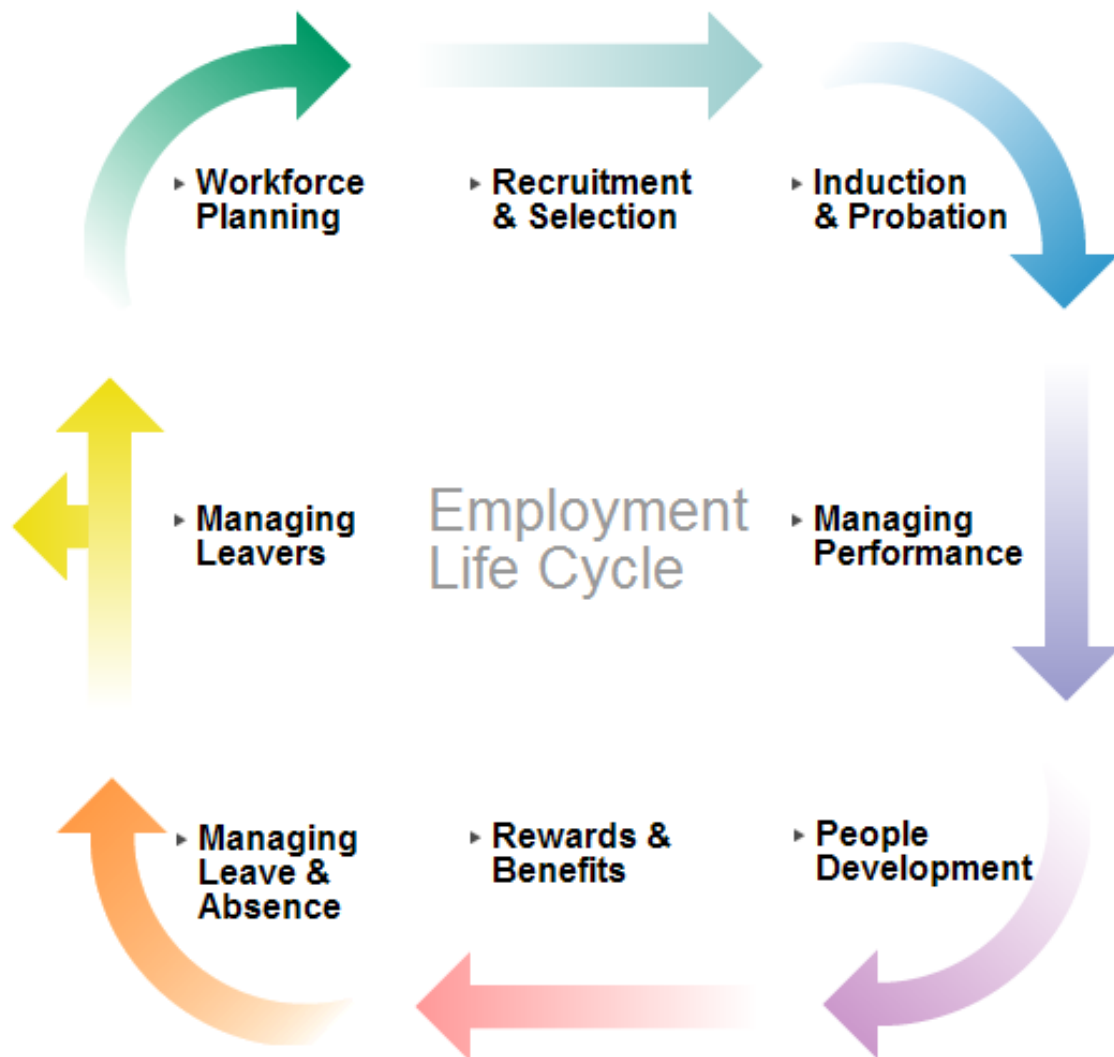 Workforce
Planning
Recruitment
& Selection
Induction
& Probation
Managing
Leavers
Employment
Life Cycle
Managing
Performance
Managing
Leave &
Absence
Rewards &
Benefits
People
Development